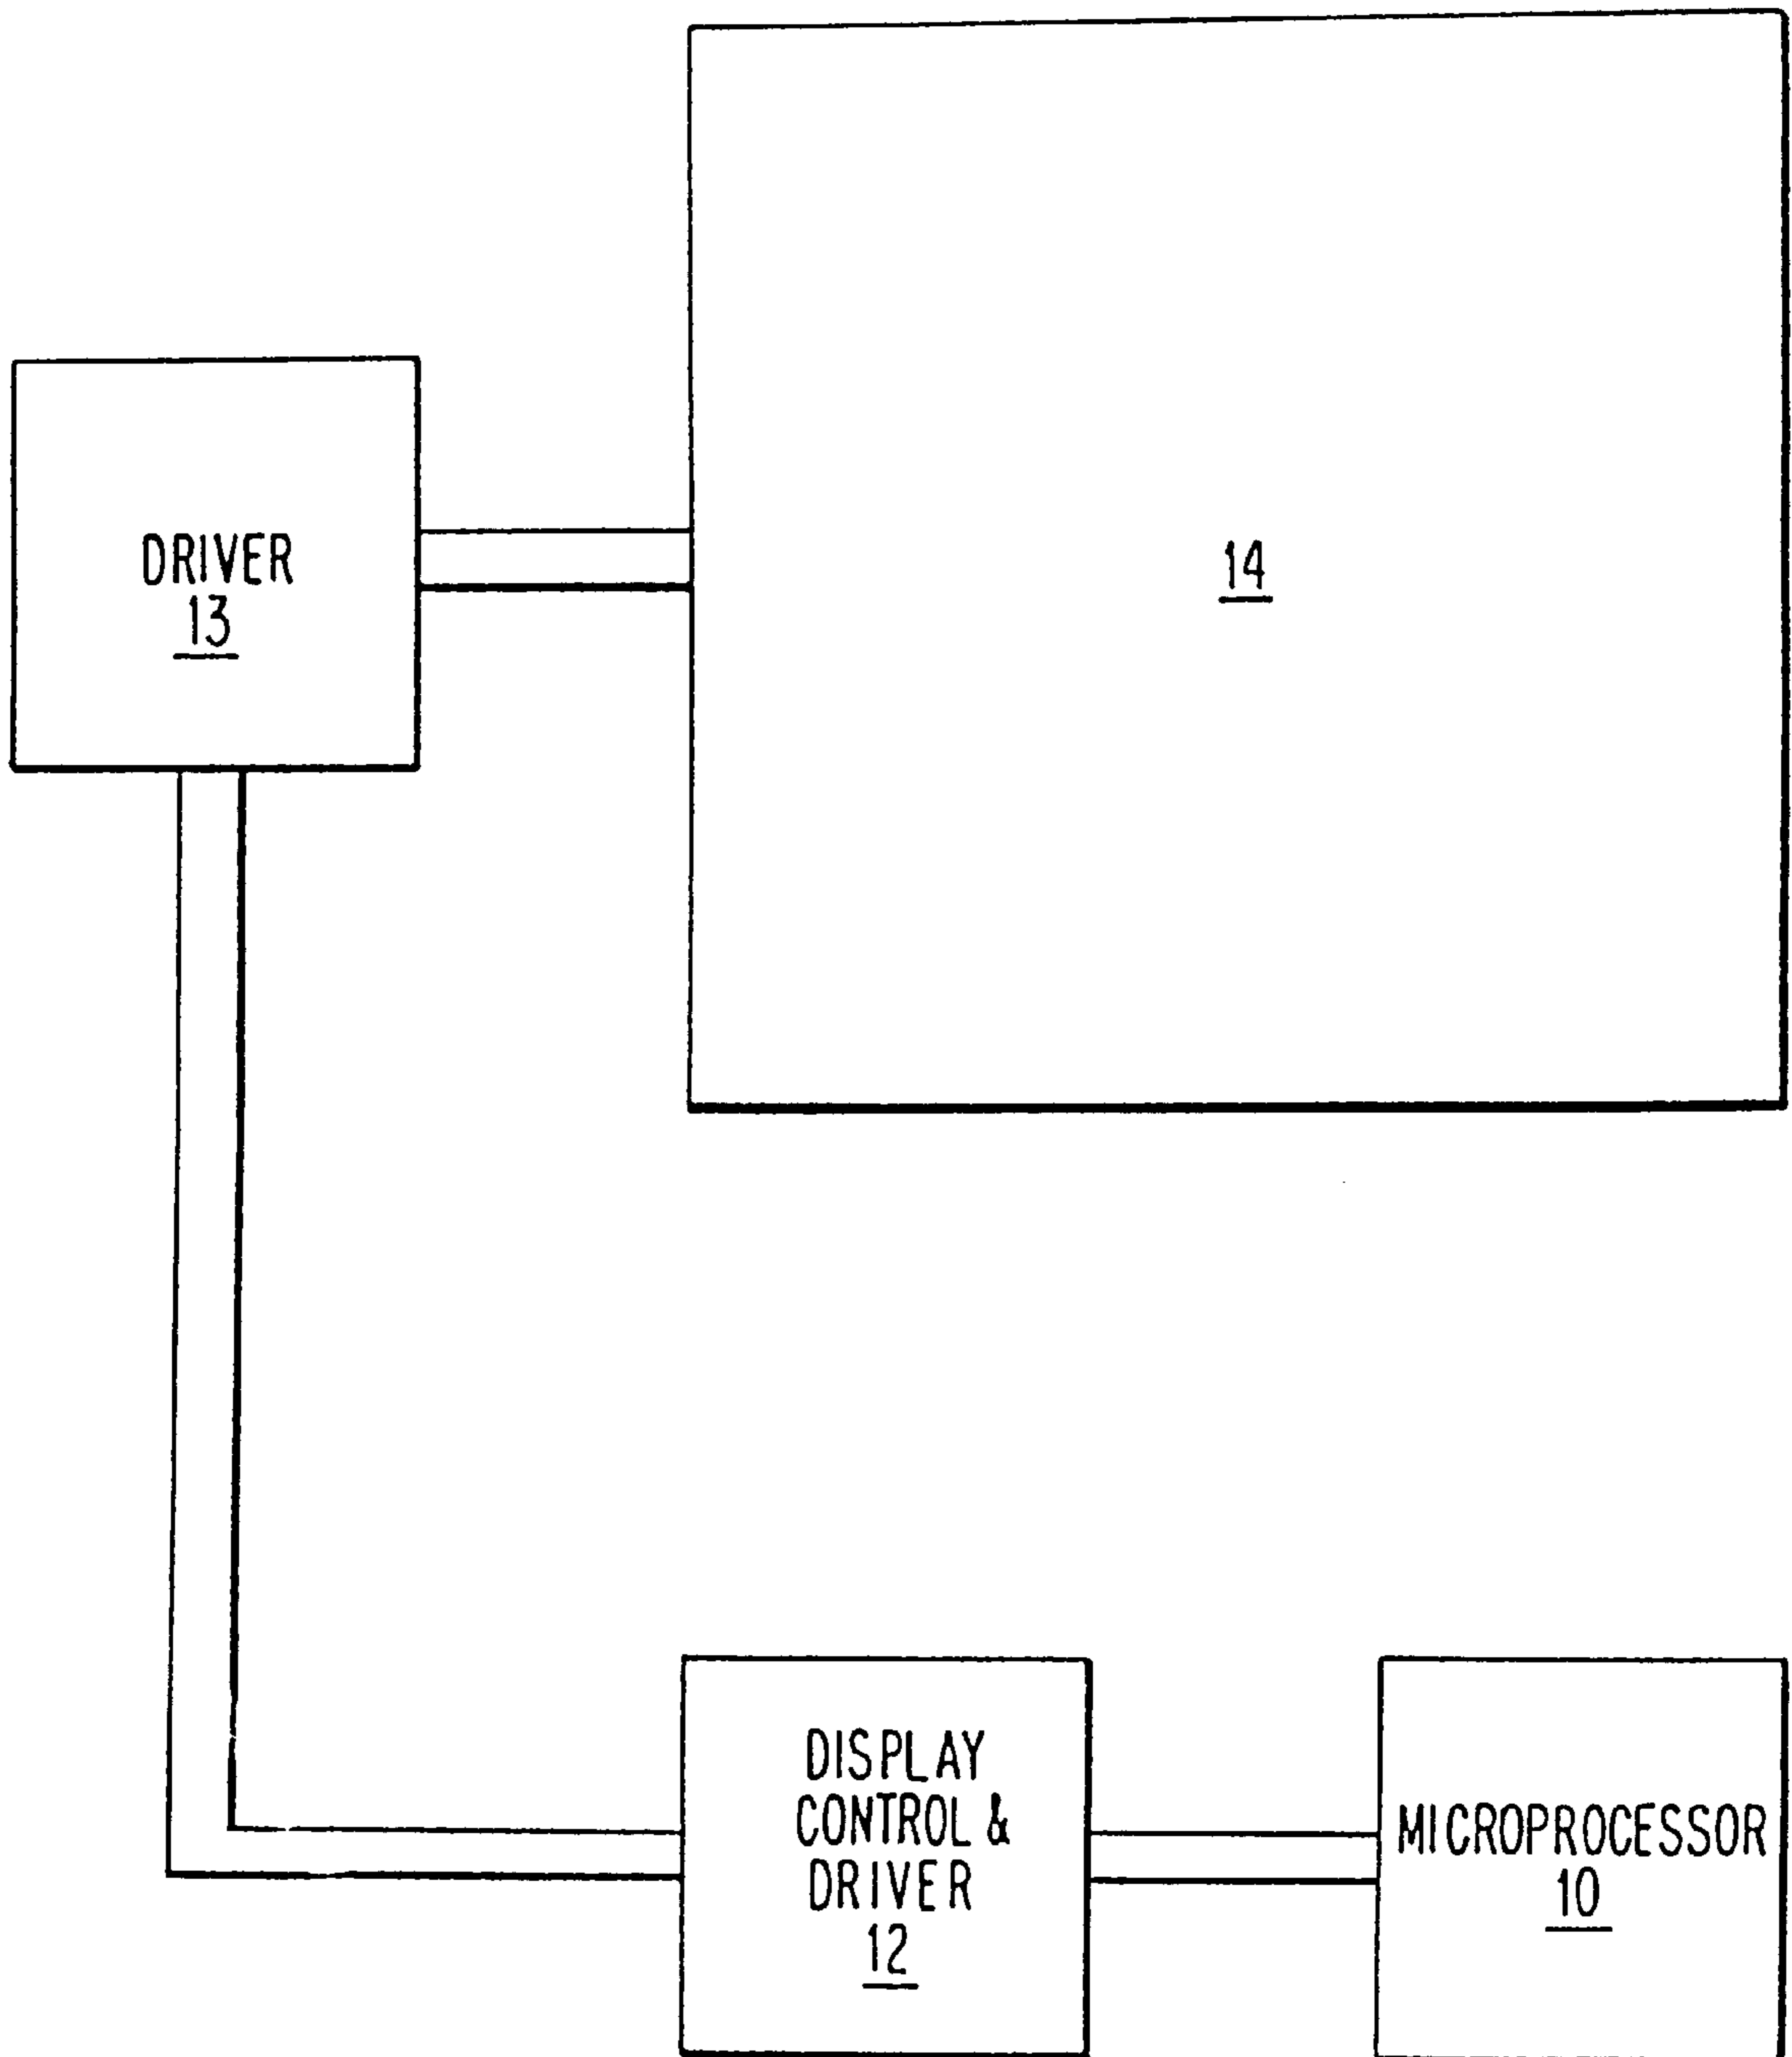 DRIVER
13
14
DISPLAY
CONTROL &
DRIVER
12
MICROPROCESSOR
10